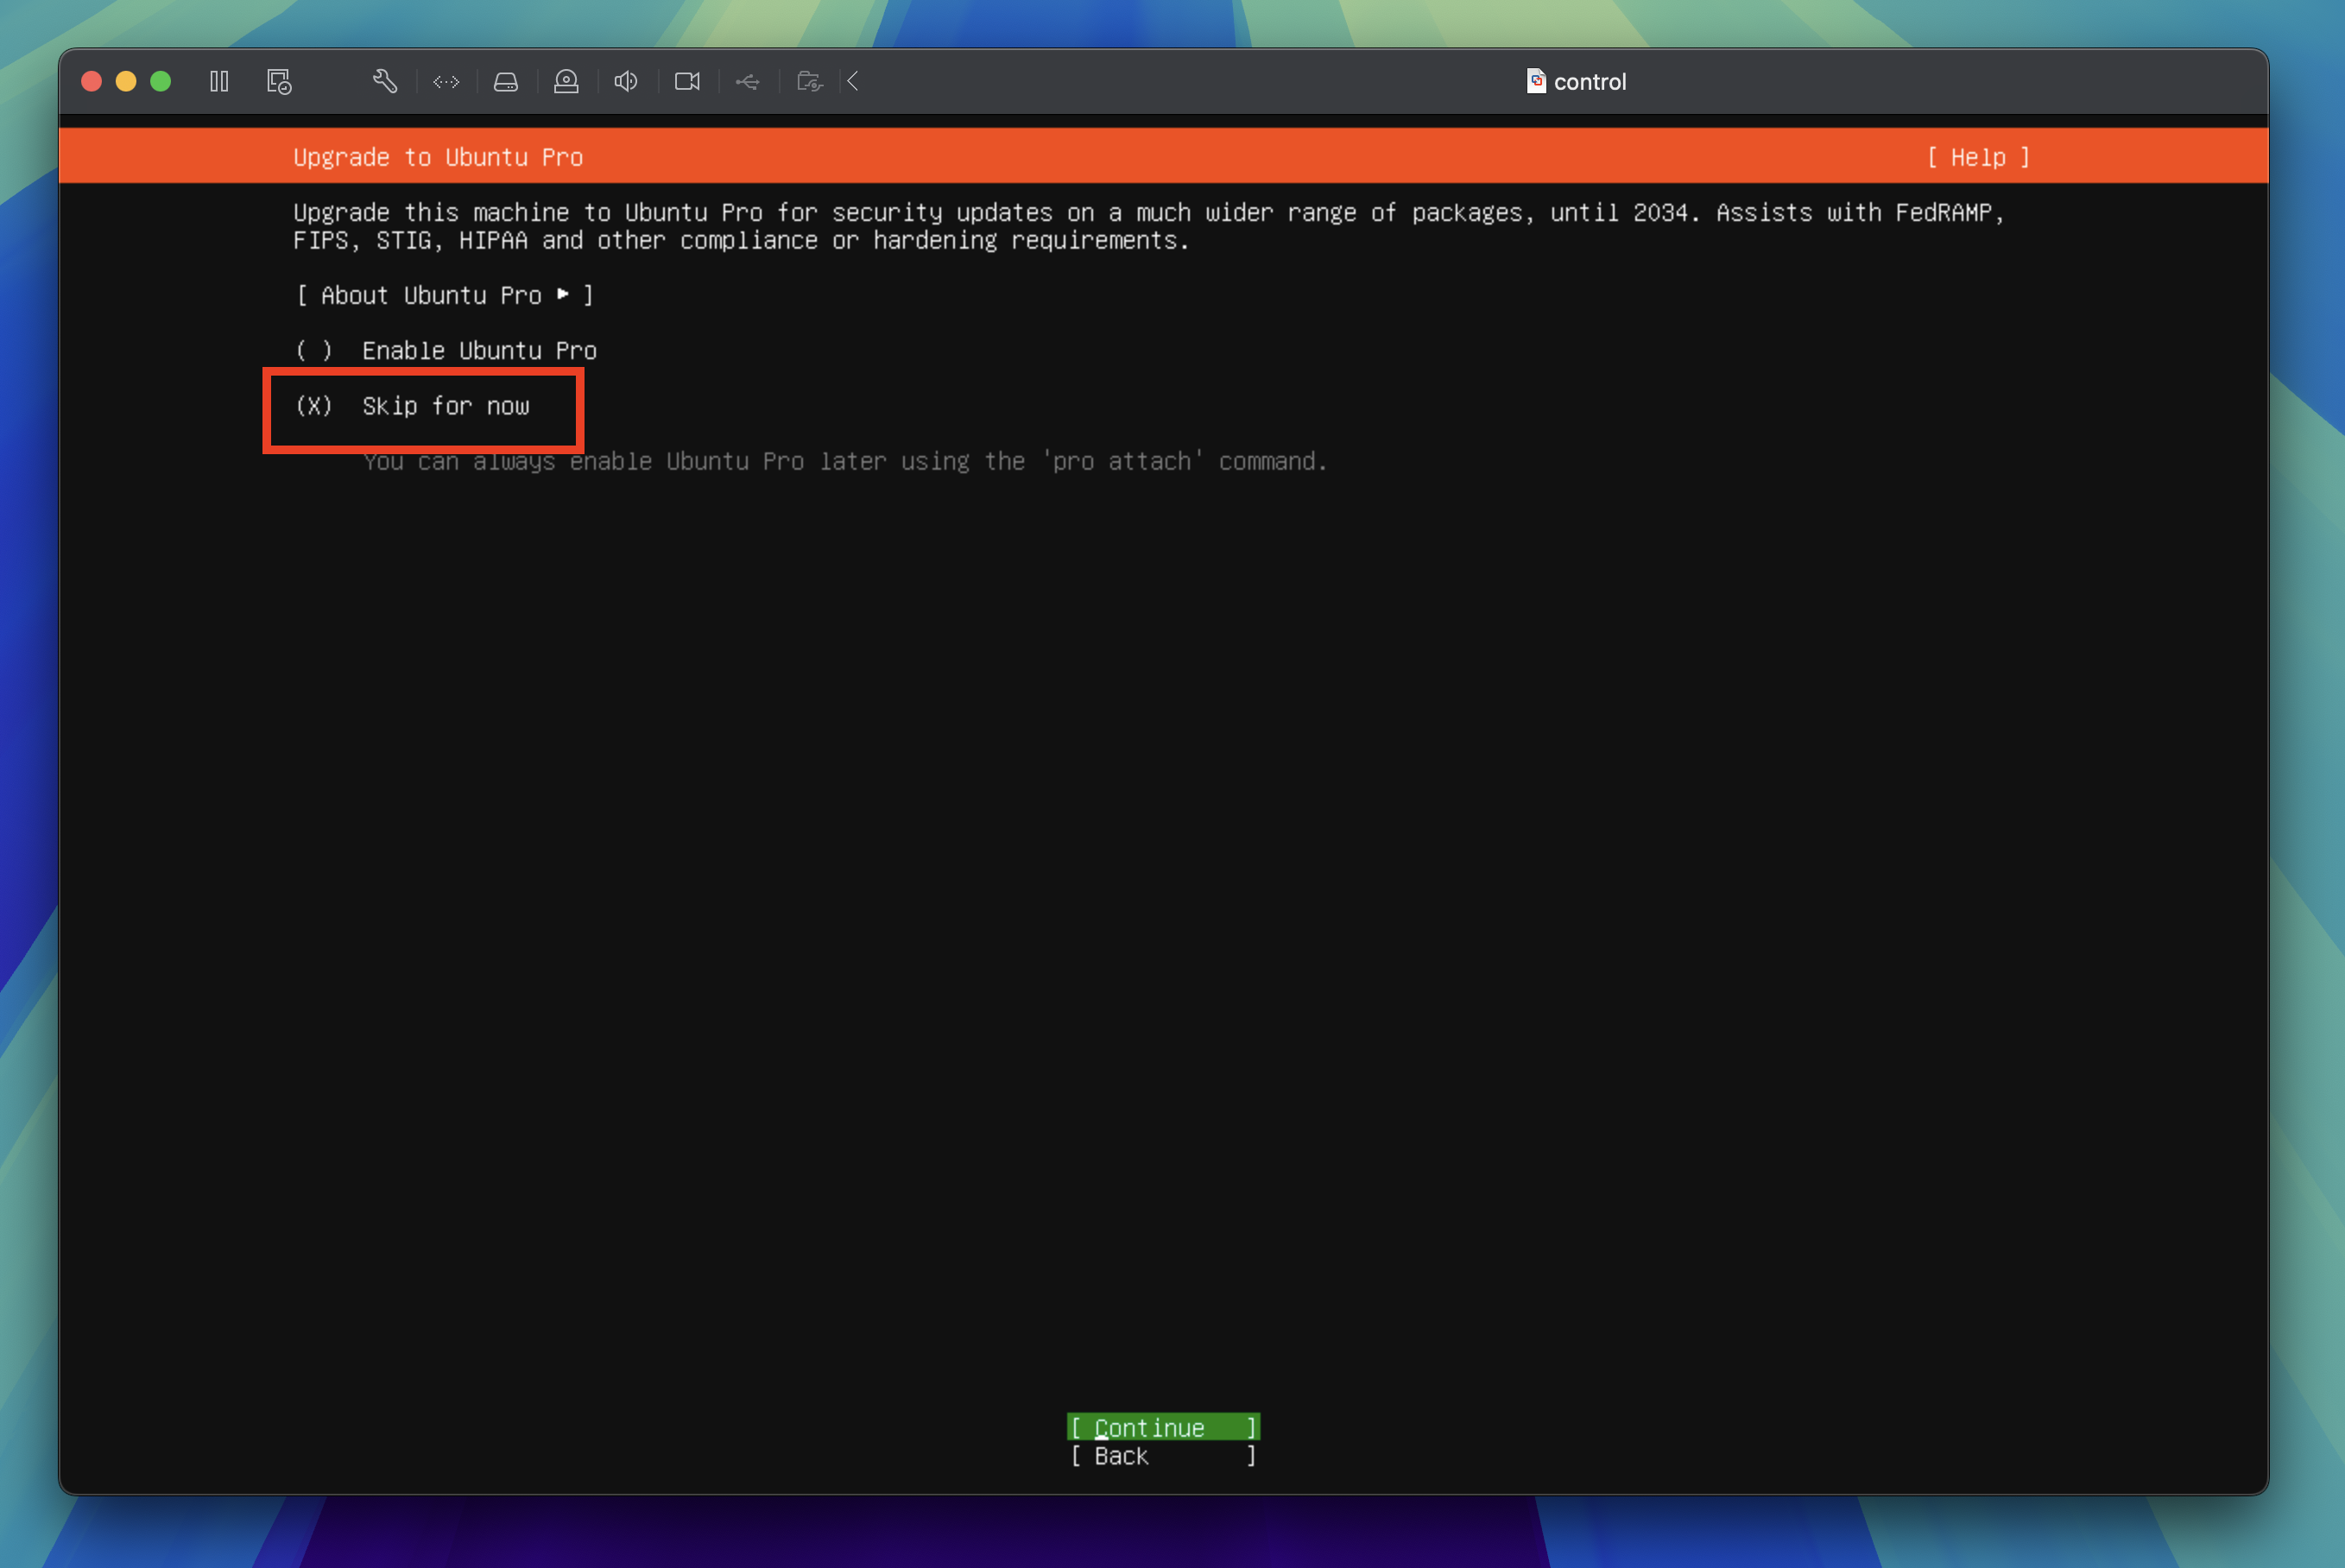 control
Upgrade to Ubuntu Pro [ Help ]
Upgrade this machine to Ubuntu Pro for security updates on a much wider range of packages, until 2034. Assists with FedRAMP,
FIPS, STIG, HIPAA and other compliance or hardening requirements.
[ About Ubuntu Pro ▸ ]
( ) Enable Ubuntu Pro
(X) Skip for now
You can always enable Ubuntu Pro later using the 'pro attach' command.
[ Continue ]
[ Back ]